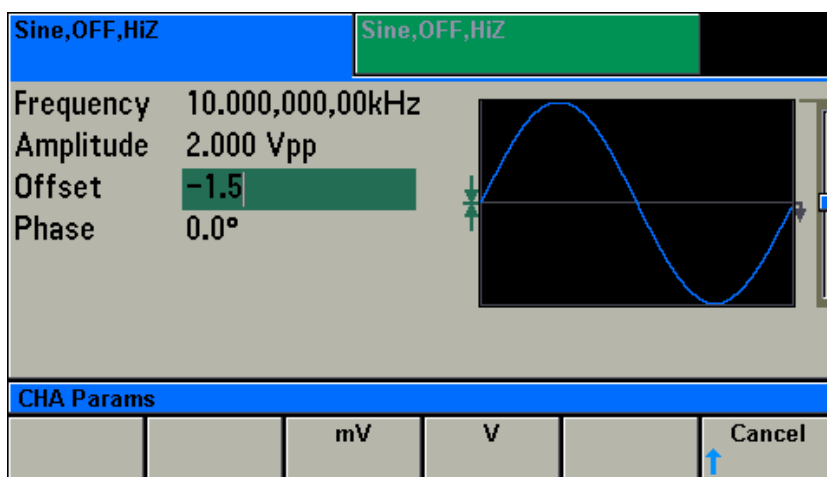 Sine,OFF,HiZ
Sine,OFF,HiZ
Frequency 10.000,000,00kHz
Amplitude 2.000 Vpp
Offset -1.5
Phase 0.0°
CHA Params
mV V Cancel